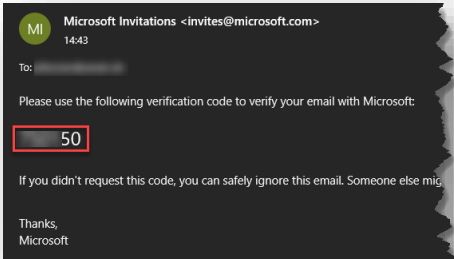 MI
Microsoft Invitations <invites@microsoft.com>
14:43
To:
Please use the following verification code to verify your email with Microsoft:
50
If you didn't request this code, you can safely ignore this email. Someone else
Thanks,
Microsoft